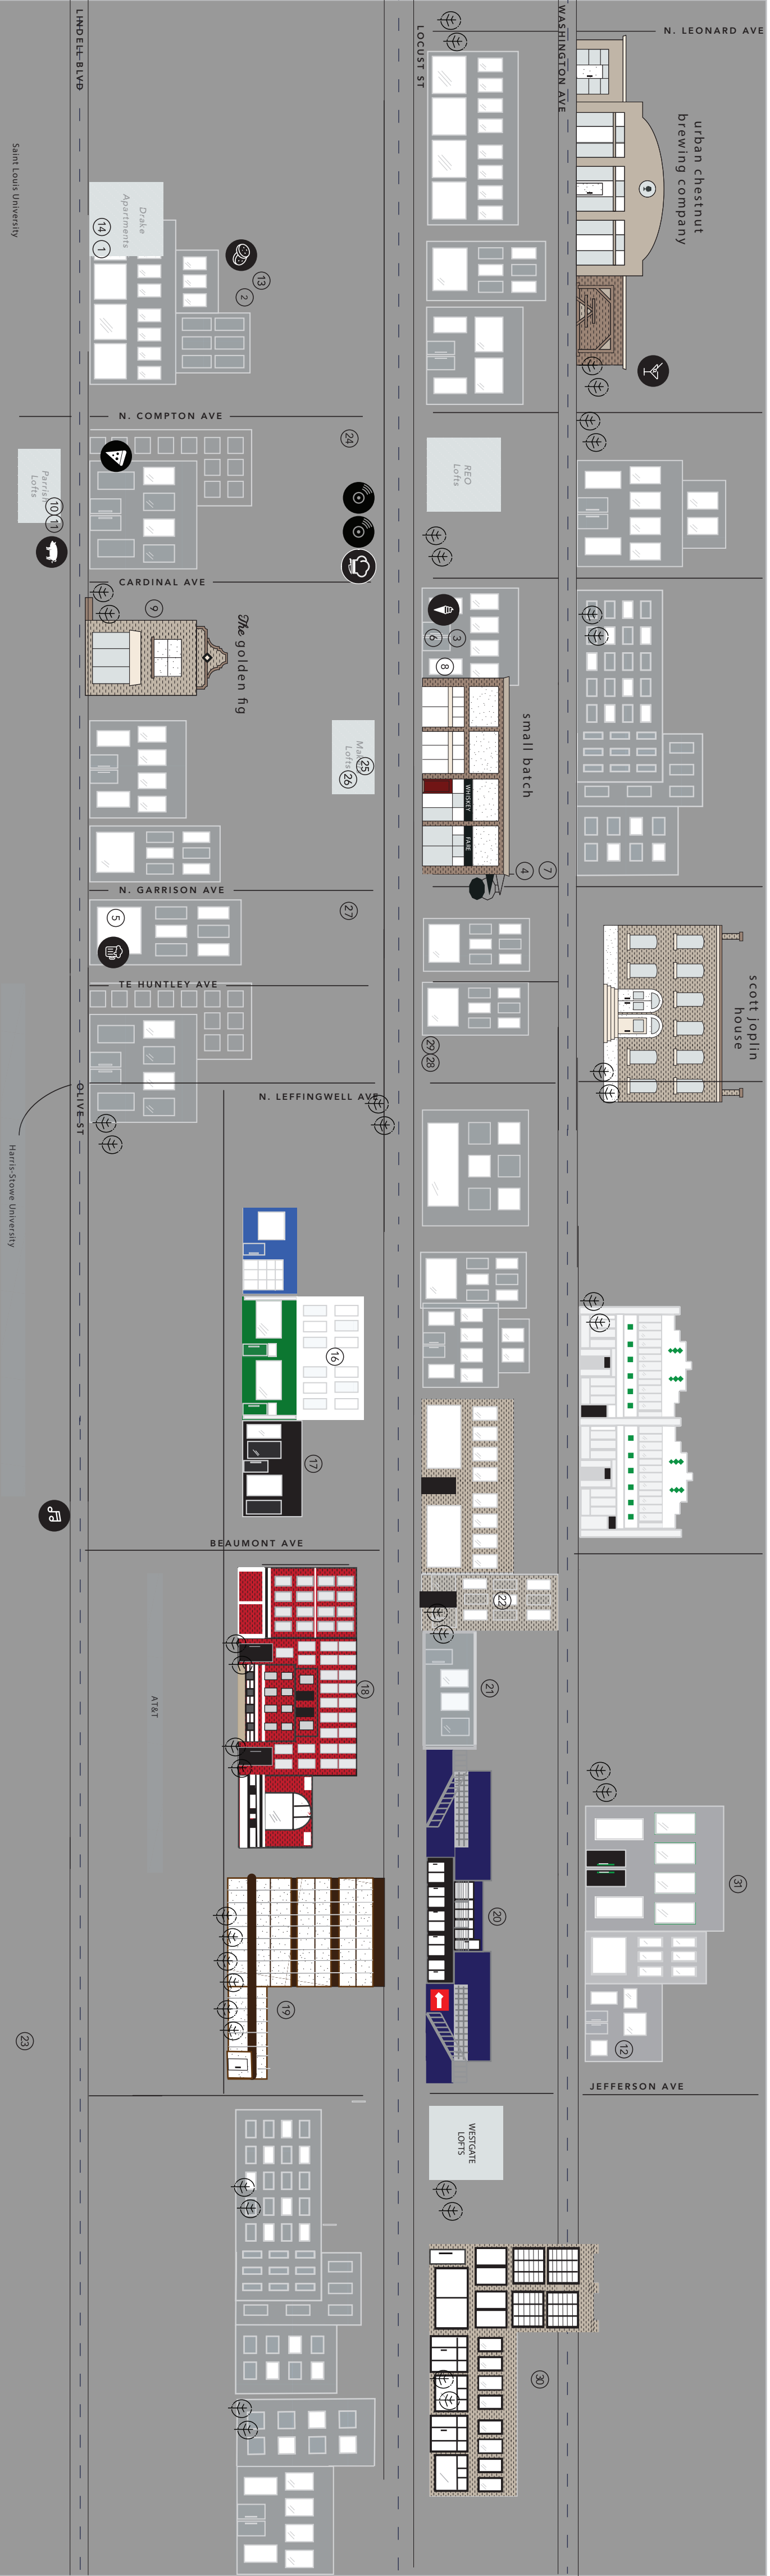 LINDELL BLVD
LOCUST ST
WASHINGTON AVE
N. LEONARD AVE
urban chestnut
brewing company
Saint Louis University
Drake
Apartments
14
1
13
2
N. COMPTON AVE
24
Parrish
Lofts
10
11
REO
Lofts
CARDINAL AVE
9
The golden fig
3
6
8
small batch
WHISKEY
FARE
Lofts
25
26
4
7
N. GARRISON AVE
5
27
TE HUNTLEY AVE
scott joplin
house
29
28
OLIVE ST
N. LEFFINGWELL AVE
Harris-Stowe University
16
17
BEAUMONT AVE
22
18
21
AT&T
20
31
19
12
23
JEFFERSON AVE
WESTGATE
LOFTS
30